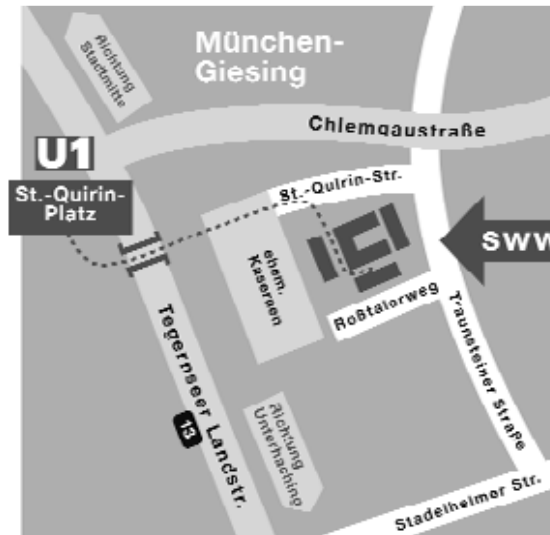 München-
Giesing
Richtung
Stadtmitte
Chiemgaustraße
U1
St.-Quirin-
Platz
St.-Quirin-Str.
SWW
ehem.
Kasernen
Roßtalerweg
Traunsteiner Straße
Tegernseer Landstr.
13
Richtung
Unterhaching
Stadelheimer Str.